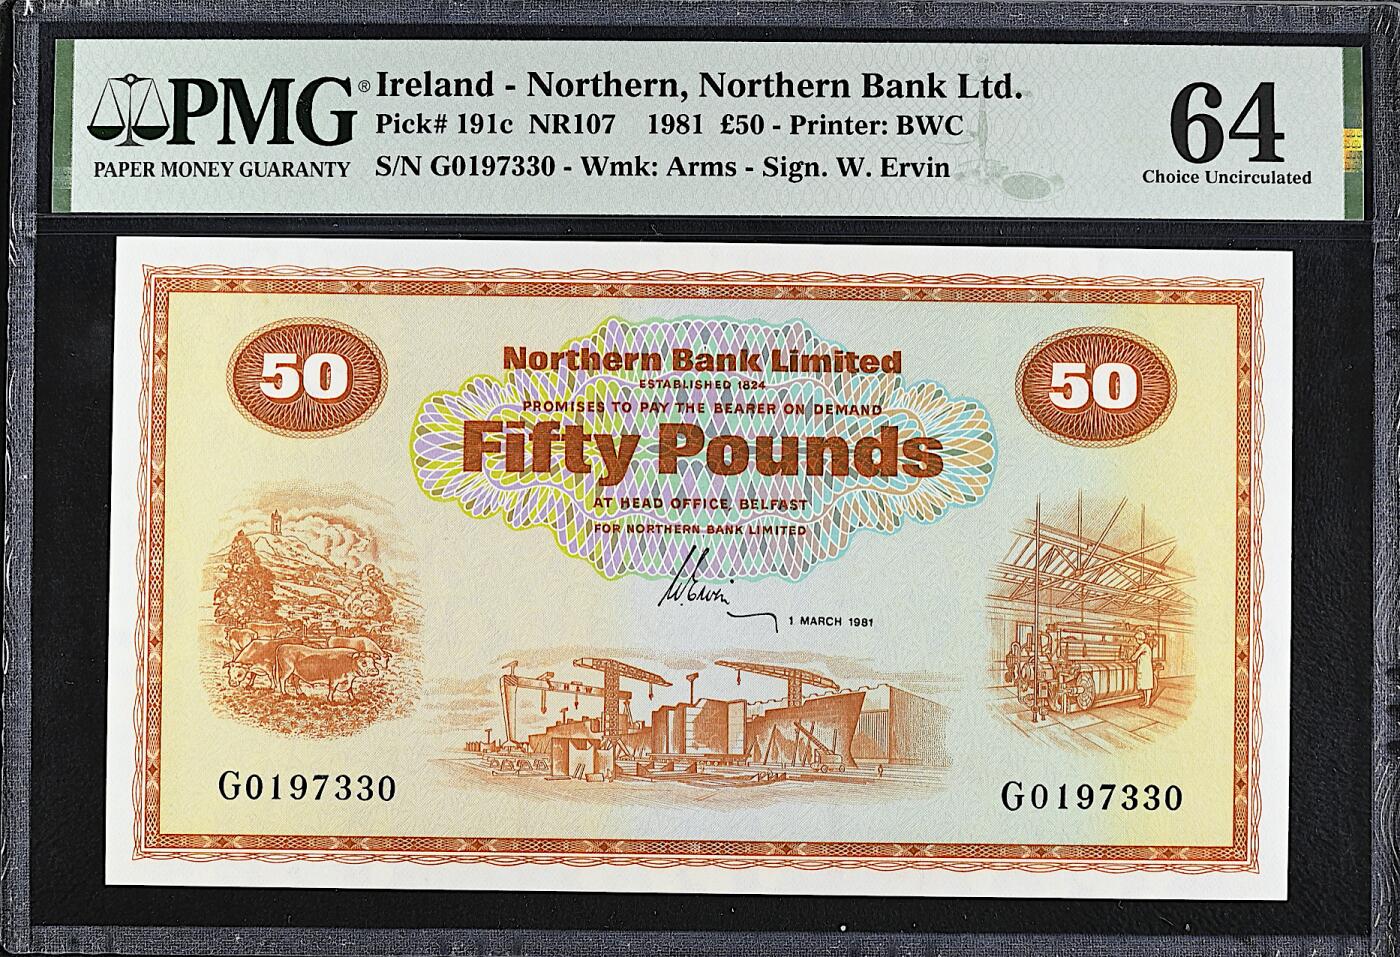 PMG®
PAPER MONEY GUARANTY
Ireland - Northern, Northern Bank Ltd.
Pick# 191c NR107 1981 £50 - Printer: BWC
S/N G0197330 - Wmk: Arms - Sign. W. Ervin
64
Choice Uncirculated
50
50
Northern Bank Limited
ESTABLISHED 1824
PROMISES TO PAY THE BEARER ON DEMAND
Fifty Pounds
AT HEAD OFFICE, BELFAST
FOR NORTHERN BANK LIMITED
W. Ervin
1 MARCH 1981
G0197330
G0197330